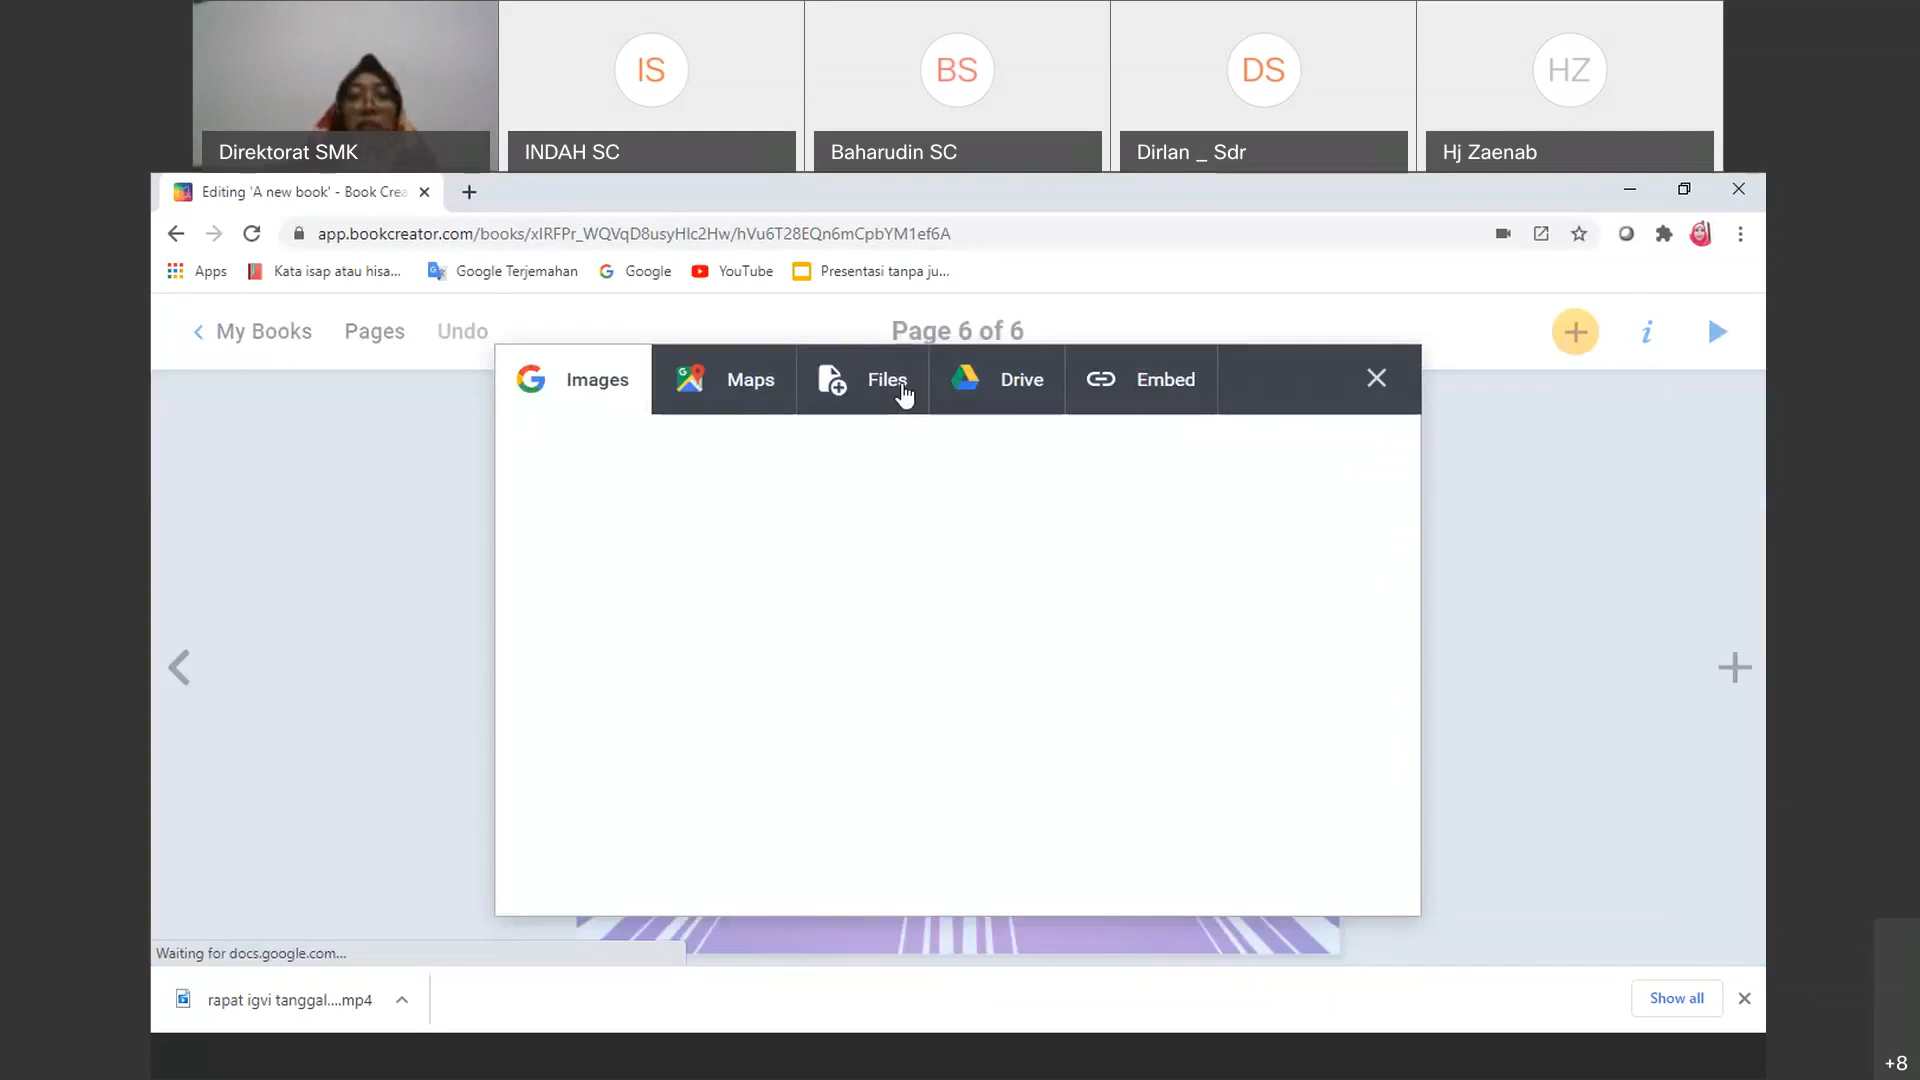 IS
BS
DS
HZ
Direktorat SMK
INDAH SC
Baharudin SC
Dirlan _ Sdr
Hj Zaenab
Editing 'A new book' - Book Crea
app.bookcreator.com/books/xIRFPr_WQVqD8usyHlc2Hw/hVu6T28EQn6mCpbYM1ef6A
Apps
Kata isap atau hisa...
Google Terjemahan
Google
YouTube
Presentasi tanpa ju...
My Books
Pages
Undo
Page 6 of 6
Images
Maps
Files
Drive
Embed
Waiting for docs.google.com...
rapat igvi tanggal....mp4
Show all
+8